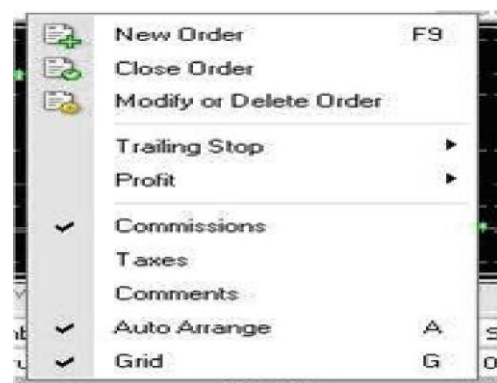 New Order F9
Close Order
Modify or Delete Order
Trailing Stop
Profit
Commissions
Taxes
Comments
Auto Arrange A
Grid G